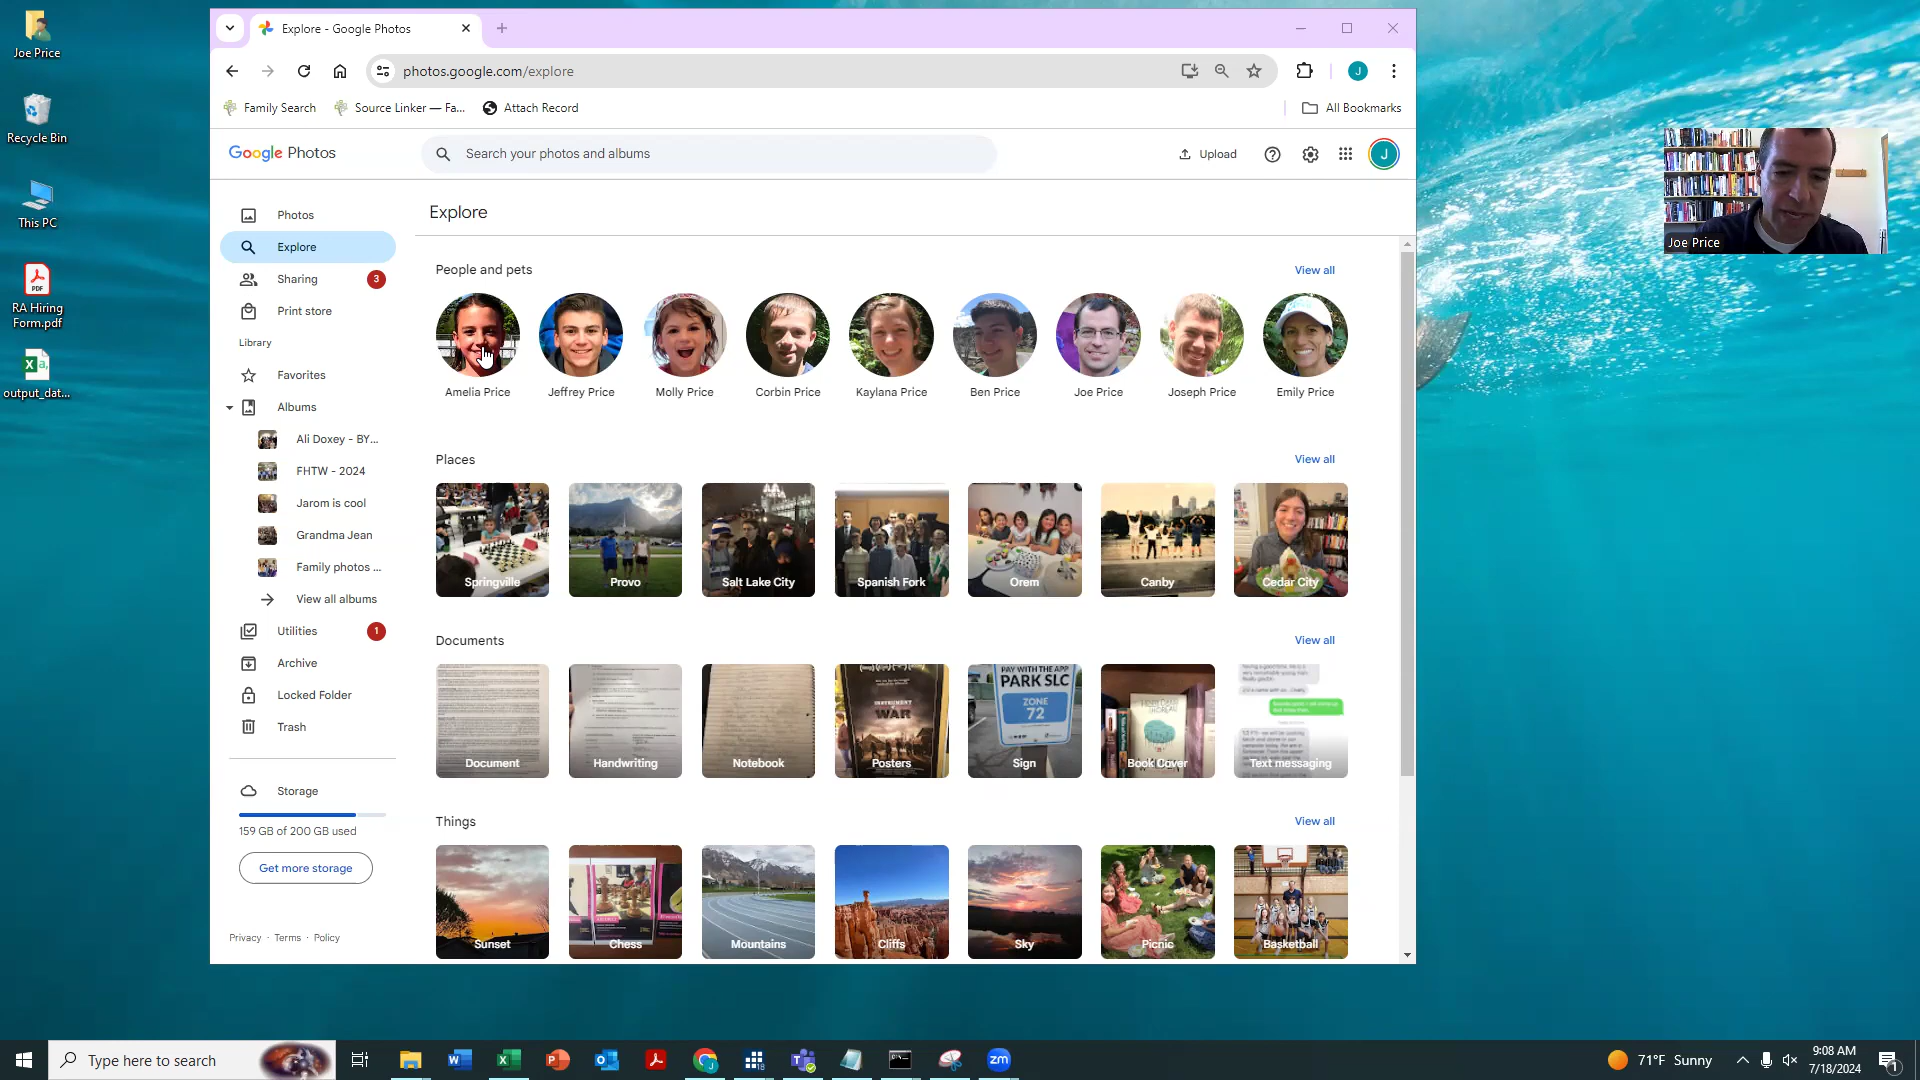 Joe Price
Recycle Bin
This PC
RA Hiring
Form.pdf
output_dat...
Explore - Google Photos
photos.google.com/explore
Family Search
Source Linker — Fa...
Attach Record
All Bookmarks
Google Photos
Search your photos and albums
Upload
J
J
Photos
Explore
Sharing
3
Print store
Library
Favorites
Albums
Ali Doxey - BY...
FHTW - 2024
Jarom is cool
Grandma Jean
Family photos ...
View all albums
Utilities
1
Archive
Locked Folder
Trash
Storage
159 GB of 200 GB used
Get more storage
Privacy · Terms · Policy
Explore
People and pets
View all
Amelia Price
Jeffrey Price
Molly Price
Corbin Price
Kaylana Price
Ben Price
Joe Price
Joseph Price
Emily Price
Places
View all
Springville
Provo
Salt Lake City
Spanish Fork
Orem
Canby
Cedar City
Documents
View all
INSTRUMENT
WAR
PAY WITH THE APP
PARK SLC
ZONE
72
Document
Handwriting
Notebook
Posters
Sign
Book Cover
Text messaging
Things
View all
Sunset
Chess
Mountains
Cliffs
Sky
Picnic
Basketball
Joe Price
Type here to search
71°F Sunny
9:08 AM
7/18/2024
1